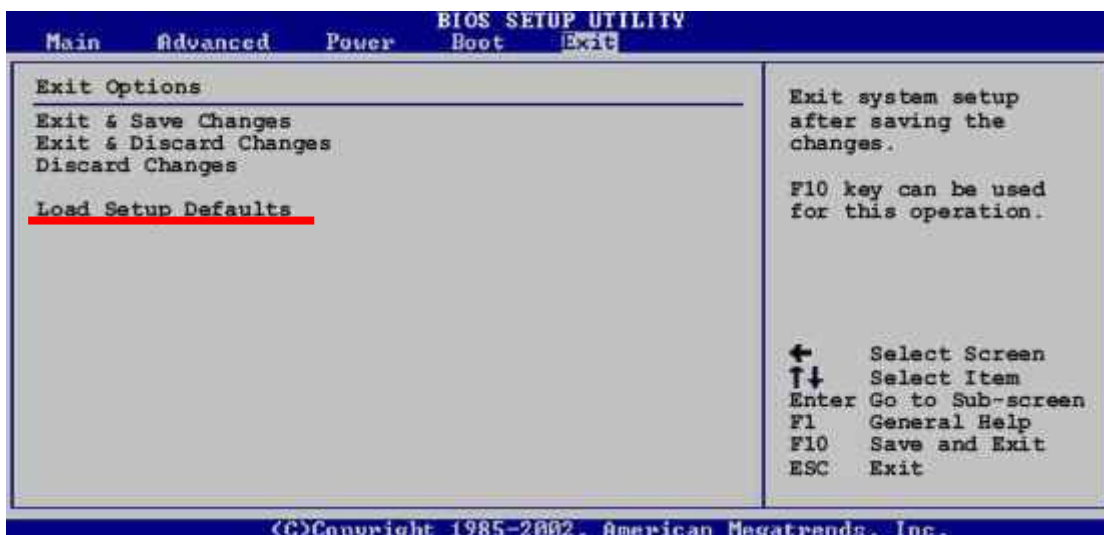 BIOS SETUP UTILITY
Main Advanced Power Boot Exit
Exit Options
Exit & Save Changes
Exit & Discard Changes
Discard Changes
Load Setup Defaults
Exit system setup
after saving the
changes.
F10 key can be used
for this operation.
← Select Screen
↑↓ Select Item
Enter Go to Sub-screen
F1 General Help
F10 Save and Exit
ESC Exit
(C)Copyright 1985-2002, American Megatrends, Inc.